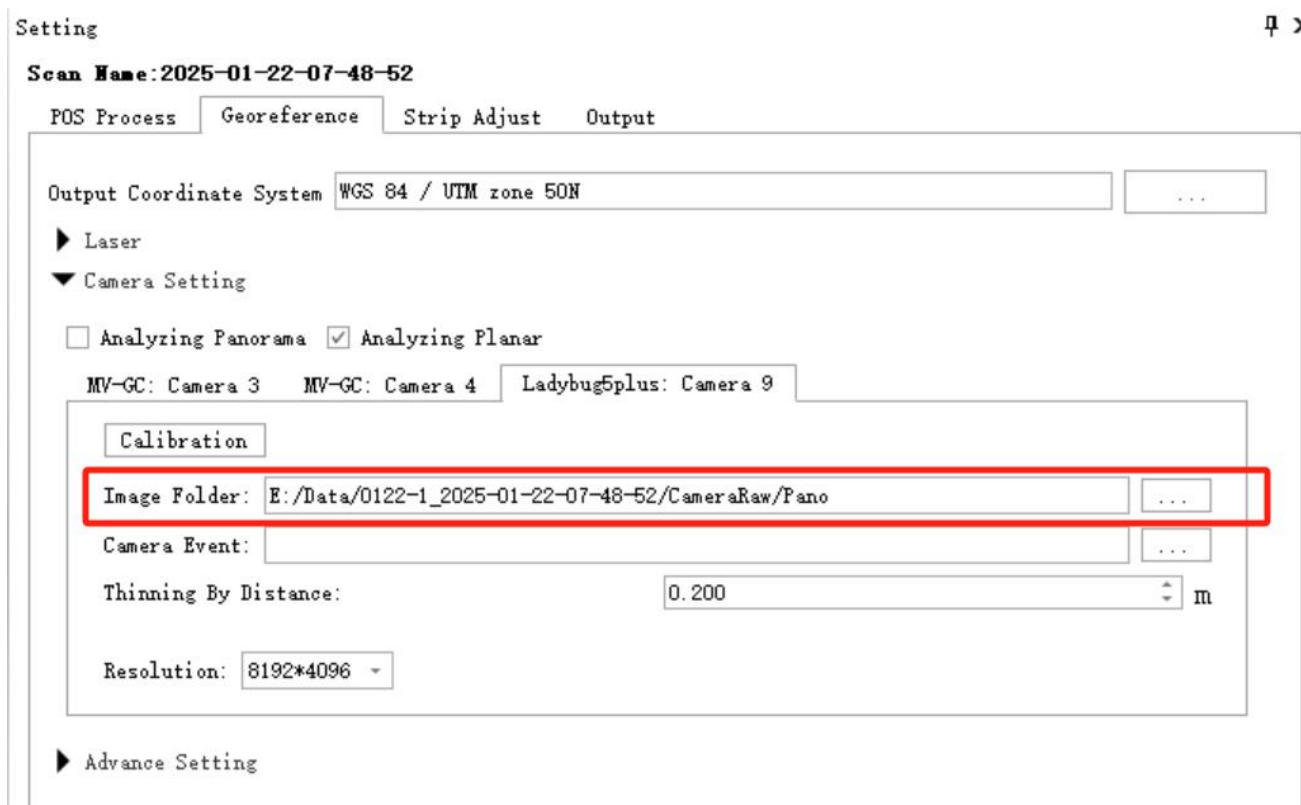 Setting
Scan Name:2025-01-22-07-48-52
POS Process Georeference Strip Adjust Output
Output Coordinate System WGS 84 / UTM zone 50N ...
Laser
Camera Setting
Analyzing Panorama Analyzing Planar
MV-GC: Camera 3 MV-GC: Camera 4 Ladybug5plus: Camera 9
Calibration
Image Folder: E:/Data/0122-1_2025-01-22-07-48-52/CameraRaw/Pano ...
Camera Event: ...
Thinning By Distance: 0.200 m
Resolution: 8192*4096
Advance Setting